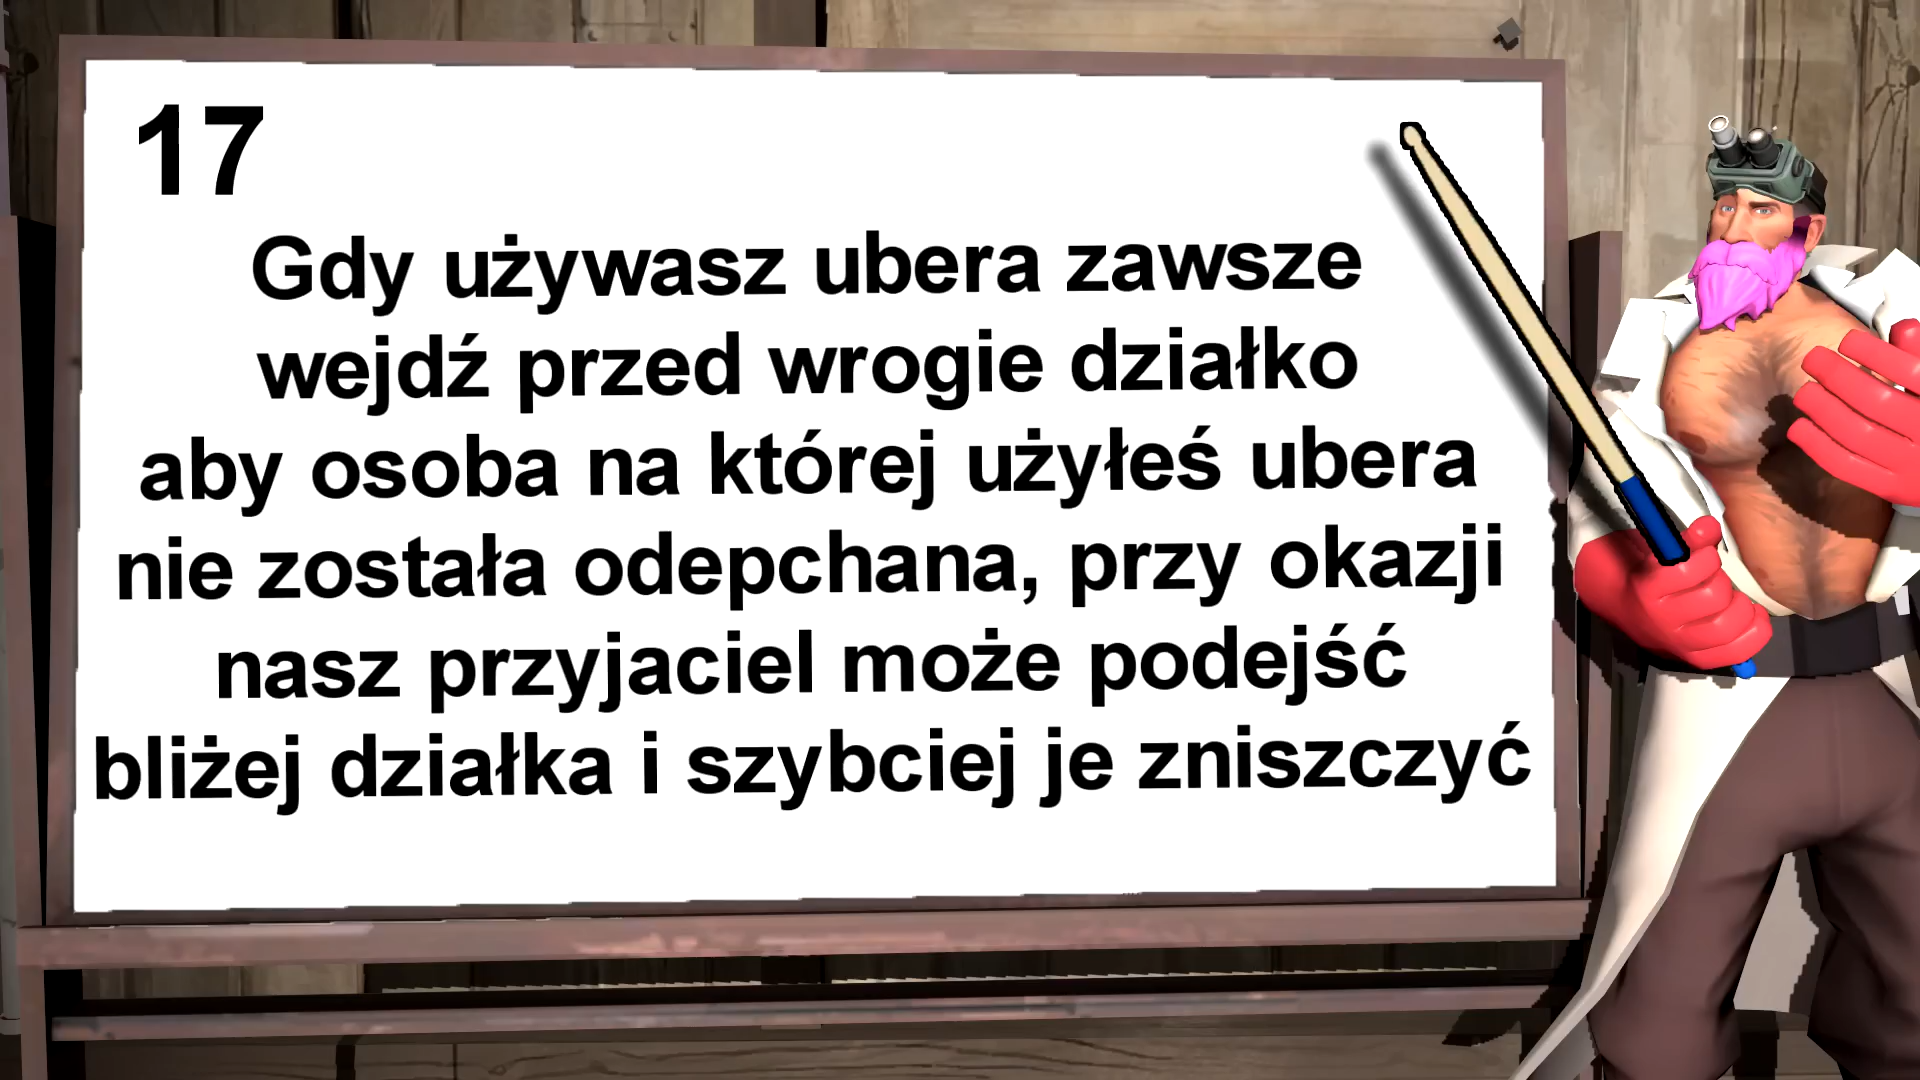 17
Gdy używasz ubera zawsze
wejdź przed wrogie działko
aby osoba na której użyłeś ubera
nie została odepchana, przy okazji
nasz przyjaciel może podejść
bliżej działka i szybciej je zniszczyć